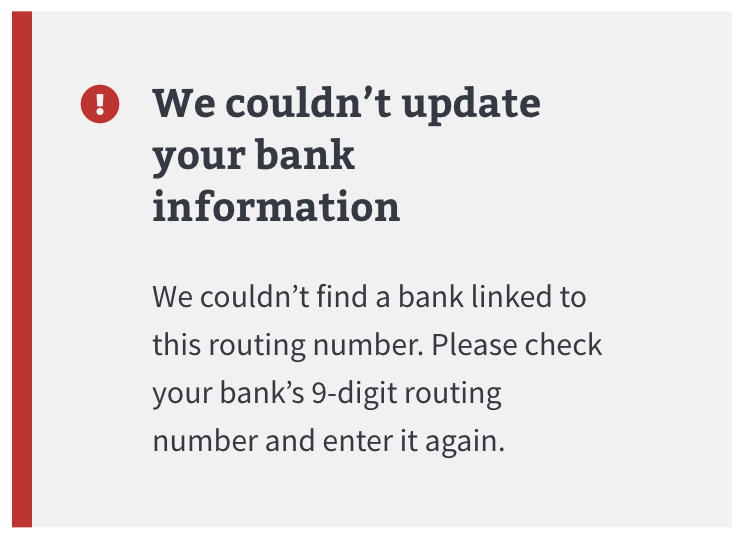 We couldn’t update
your bank
information
We couldn’t find a bank linked to
this routing number. Please check
your bank’s 9-digit routing
number and enter it again.